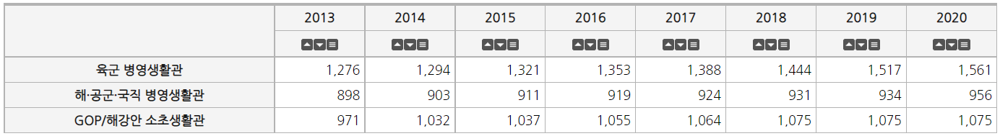 2013 2014 2015 2016 2017 2018 2019 2020
육군 병영생활관 1,276 1,294 1,321 1,353 1,388 1,444 1,517 1,561
해·공군·국직 병영생활관 898 903 911 919 924 931 934 956
GOP/해강안 소초생활관 971 1,032 1,037 1,055 1,064 1,075 1,075 1,075